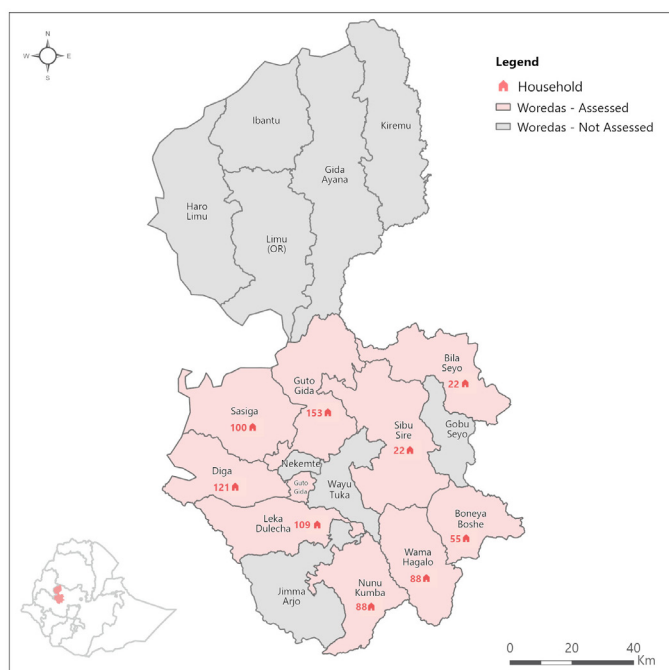 N
W
E
S
Legend
Household
Woredas - Assessed
Woredas - Not Assessed
Ibantu
Kiremu
Gida
Ayana
Haro
Limu
Limu
(OR)
Bila
Seyo
22
Guto
Gida
153
Sasiga
100
Sibu
Sire
22
Gobu
Seyo
Nekemte
Diga
121
Guto
Gida
Wayu
Tuka
Leka
Dulecha
109
Boneya
Boshe
55
Wama
Hagalo
88
Nunu
Kumba
88
Jimma
Arjo
0 20 40
Km